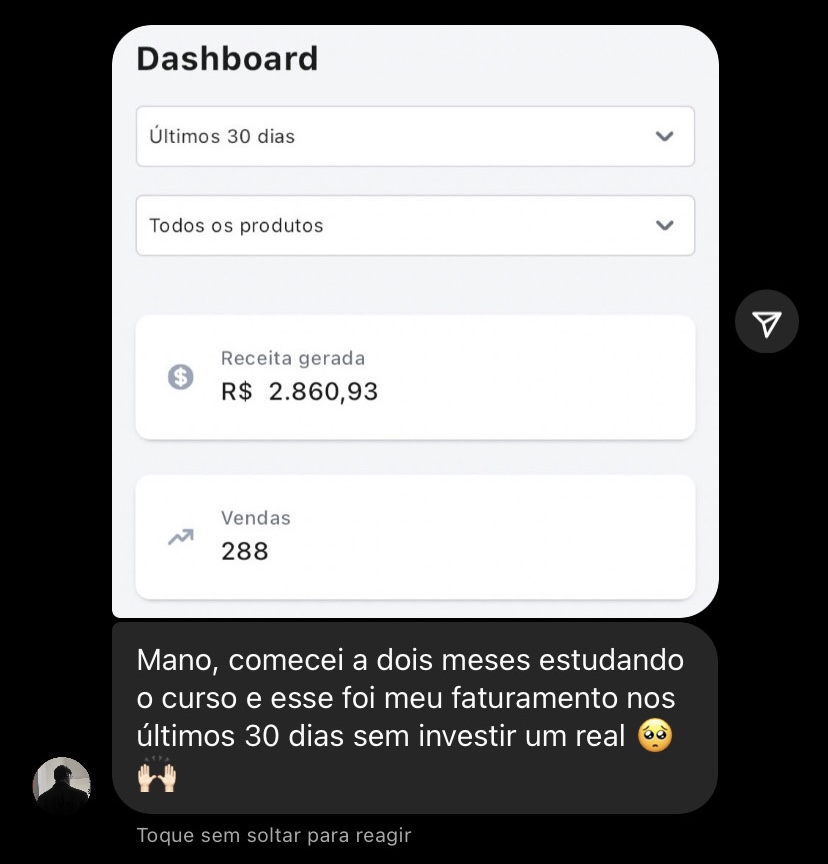 Dashboard
Últimos 30 dias
Todos os produtos
Receita gerada
R$ 2.860,93
Vendas
288
Mano, comecei a dois meses estudando
o curso e esse foi meu faturamento nos
últimos 30 dias sem investir um real 🥺
🙌🏻
Toque sem soltar para reagir